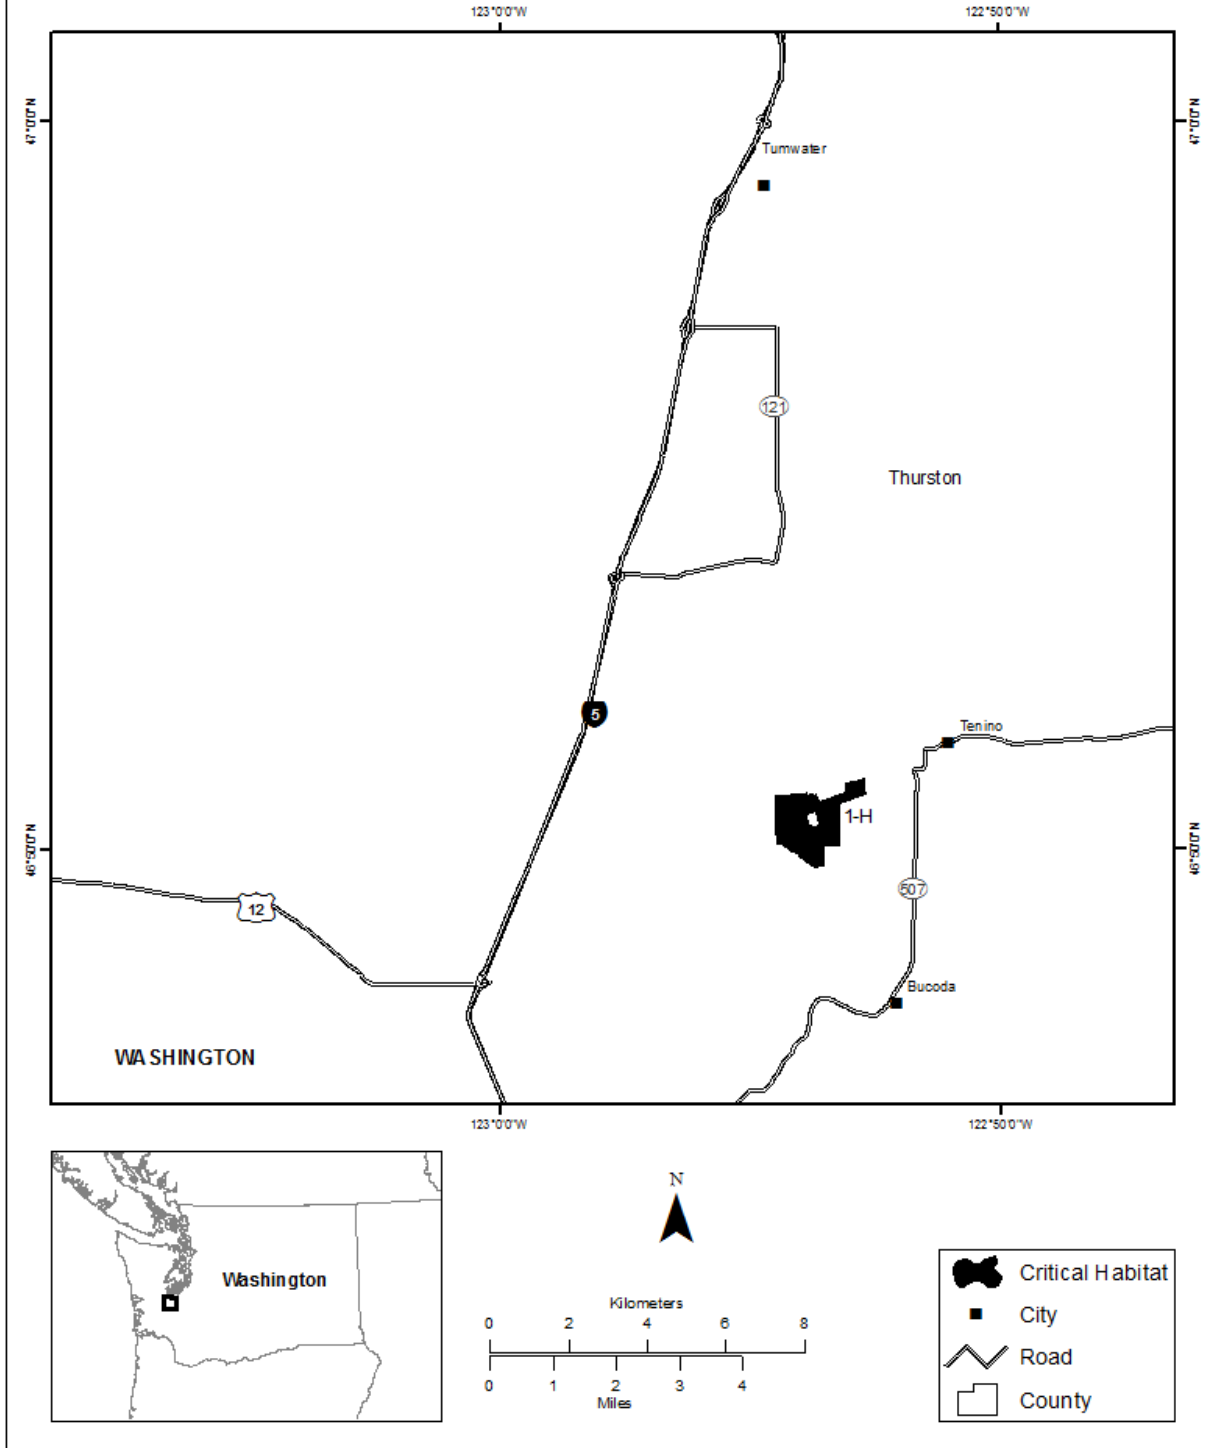 123°0'0"W
122°50'0"W
47°0'0"N
47°0'0"N
Tumwater
121
Thurston
5
Tenino
1-H
46°50'0"N
46°50'0"N
507
12
Bucoda
WASHINGTON
123°0'0"W
122°50'0"W
Washington
N
Kilometers
0 2 4 6 8
0 1 2 3 4
Miles
Critical Habitat
City
Road
County